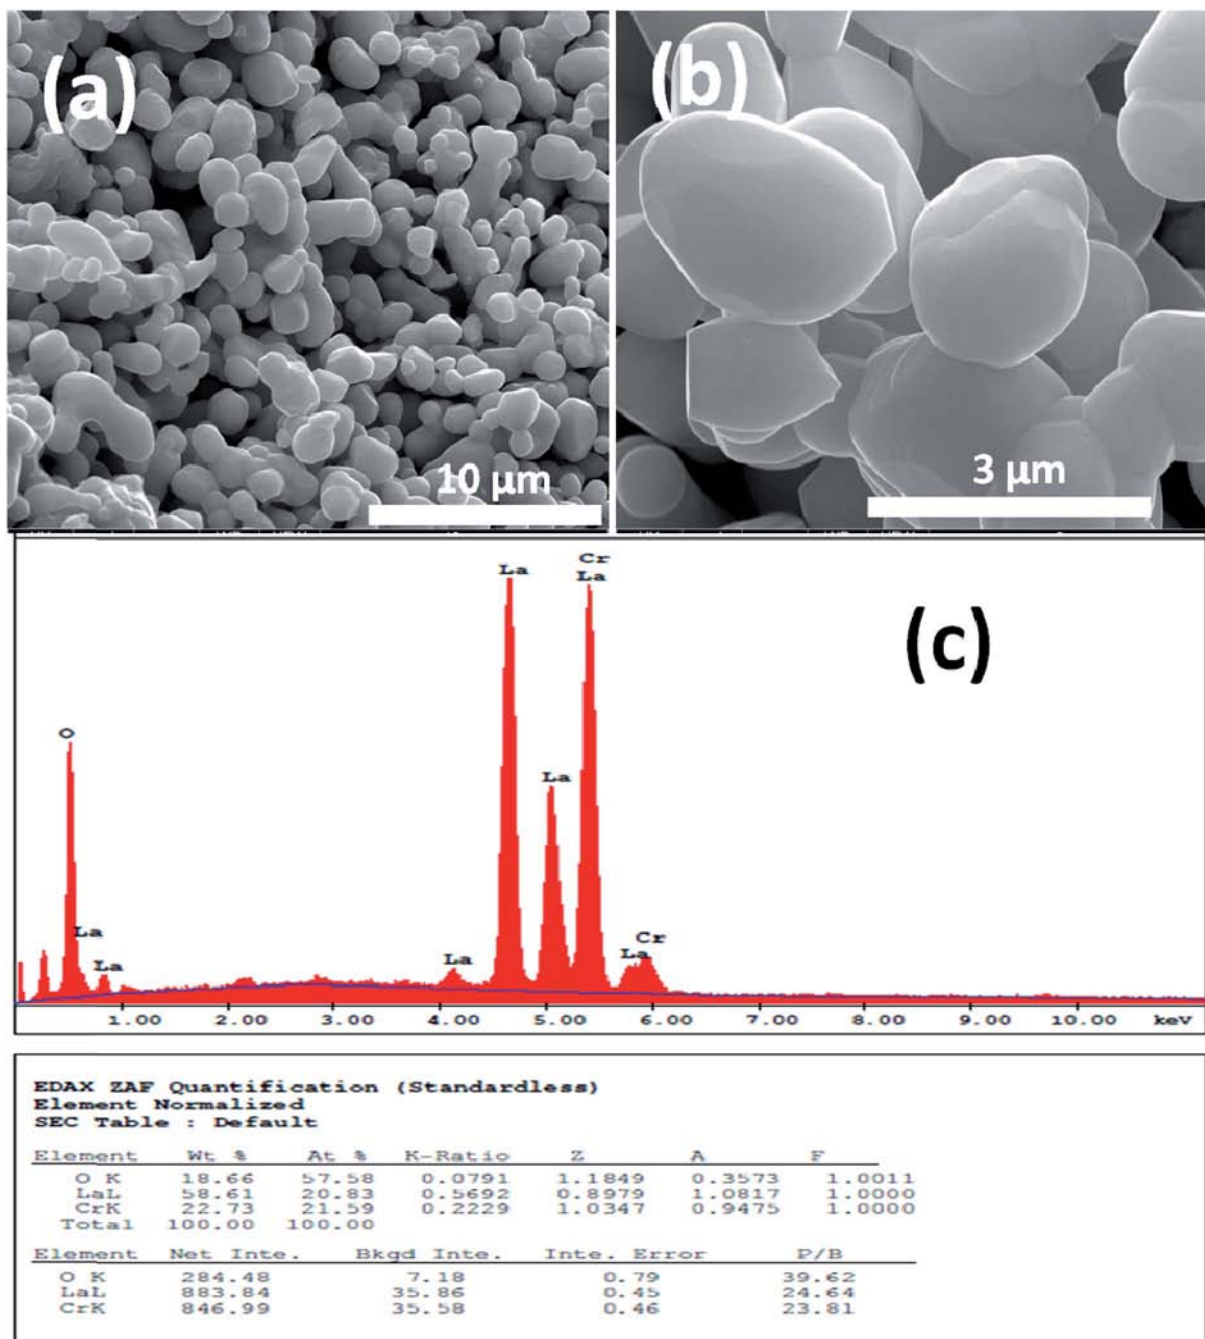 (a)
(b)
10 µm
3 µm
(c)
Cr
La
La
O
La
La
La
La
Cr
La
1.00 2.00 3.00 4.00 5.00 6.00 7.00 8.00 9.00 10.00 keV
EDAX ZAF Quantification (Standardless)
Element Normalized
SEC Table : Default
Element Wt % At % K-Ratio Z A F
O K 18.66 57.58 0.0791 1.1849 0.3573 1.0011
LaL 58.61 20.83 0.5692 0.8979 1.0817 1.0000
CrK 22.73 21.59 0.2229 1.0347 0.9475 1.0000
Total 100.00 100.00
Element Net Inte. Bkgd Inte. Inte. Error P/B
O K 284.48 7.18 0.79 39.62
LaL 883.84 35.86 0.45 24.64
CrK 846.99 35.58 0.46 23.81